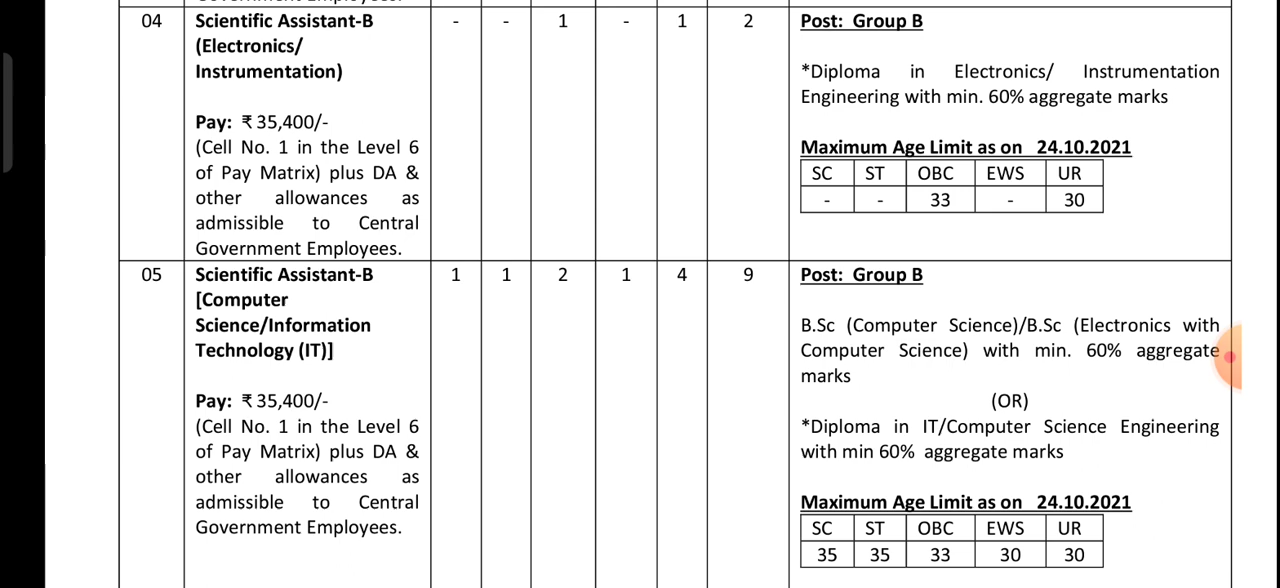 04 Scientific Assistant-B - - 1 - 1 2 Post: Group B
(Electronics/
Instrumentation) *Diploma in Electronics/ Instrumentation
Engineering with min. 60% aggregate marks
Pay: ₹ 35,400/-
(Cell No. 1 in the Level 6 Maximum Age Limit as on 24.10.2021
of Pay Matrix) plus DA & SC ST OBC EWS UR
other allowances as - - 33 - 30
admissible to Central
Government Employees.
05 Scientific Assistant-B 1 1 2 1 4 9 Post: Group B
[Computer
Science/Information B.Sc (Computer Science)/B.Sc (Electronics with
Technology (IT)] Computer Science) with min. 60% aggregate
marks
Pay: ₹ 35,400/- (OR)
(Cell No. 1 in the Level 6 *Diploma in IT/Computer Science Engineering
of Pay Matrix) plus DA & with min 60% aggregate marks
other allowances as
admissible to Central Maximum Age Limit as on 24.10.2021
Government Employees. SC ST OBC EWS UR
35 35 33 30 30